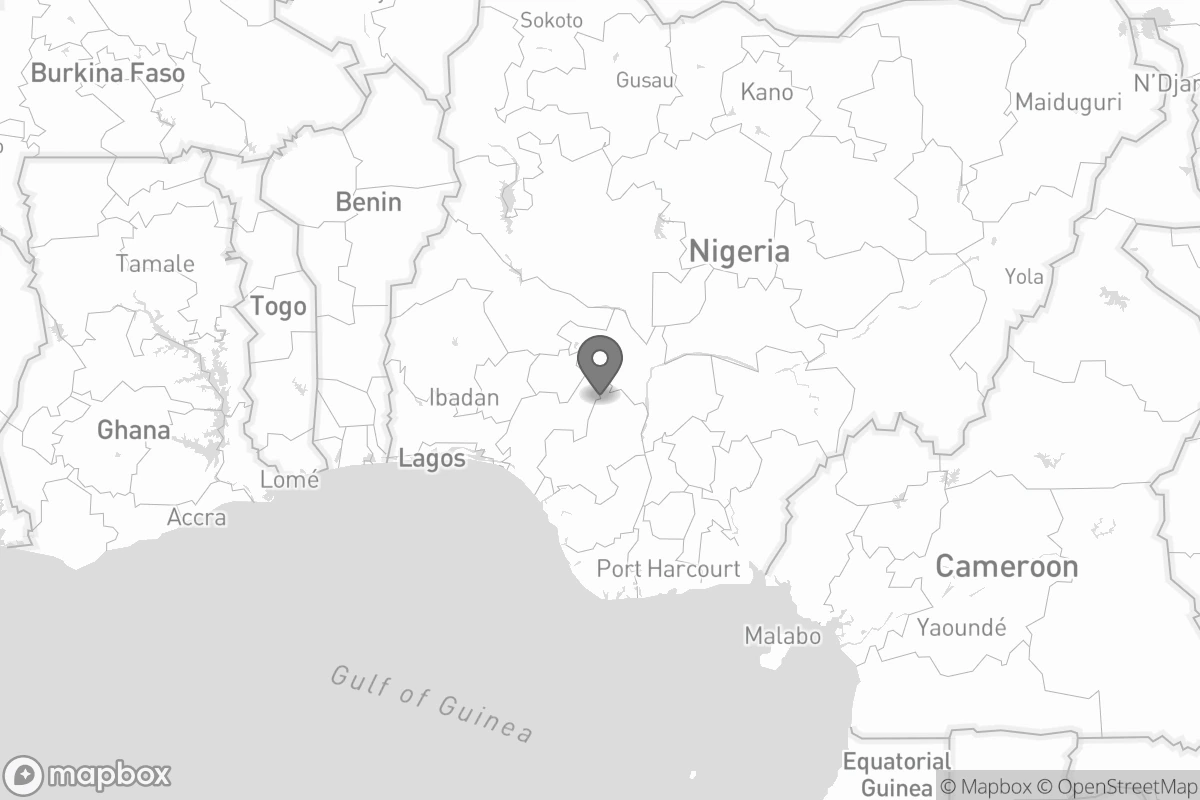 Sokoto
Burkina Faso
Gusau
Kano
Maiduguri
N'Djar
Benin
Nigeria
Tamale
Yola
Togo
Ibadan
Ghana
Lagos
Lomé
Accra
Port Harcourt
Cameroon
Malabo
Yaoundé
Gulf of Guinea
Equatorial
Guinea
mapbox
© Mapbox © OpenStreetMap